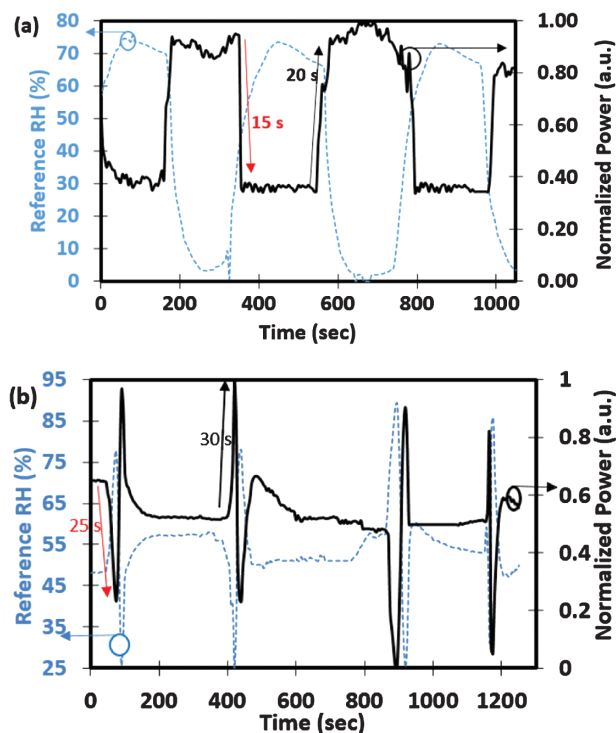 (a)
80
70
60
50
40
30
20
10
0
Reference RH (%)
15 s
20 s
1.00
0.80
0.60
0.40
0.20
0.00
Normalized Power (a.u.)
0 200 400 600 800 1000
Time (sec)
(b)
95
85
75
65
55
45
35
25
Reference RH (%)
25 s
30 s
1
0.8
0.6
0.4
0.2
0
Normalized Power (a.u.)
0 200 400 600 800 1000 1200
Time (sec)